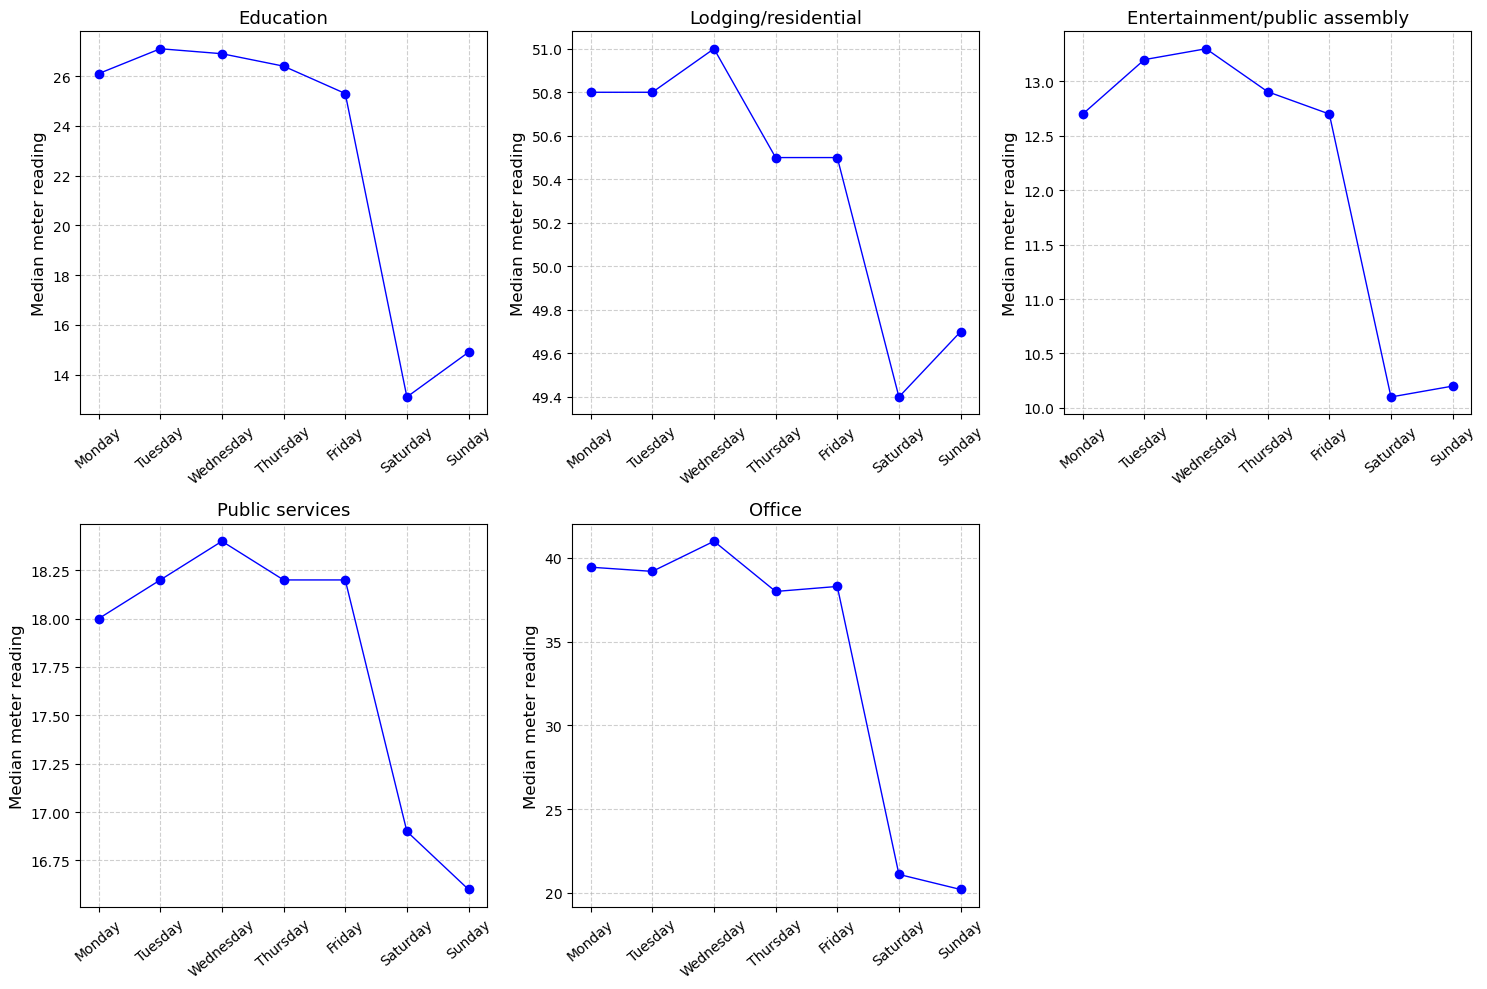 Education
Median meter reading
26
24
22
20
18
16
14
Monday
Tuesday
Wednesday
Thursday
Friday
Saturday
Sunday
Lodging/residential
Median meter reading
51.0
50.8
50.6
50.4
50.2
50.0
49.8
49.6
49.4
Monday
Tuesday
Wednesday
Thursday
Friday
Saturday
Sunday
Entertainment/public assembly
Median meter reading
13.0
12.5
12.0
11.5
11.0
10.5
10.0
Monday
Tuesday
Wednesday
Thursday
Friday
Saturday
Sunday
Public services
Median meter reading
18.25
18.00
17.75
17.50
17.25
17.00
16.75
Monday
Tuesday
Wednesday
Thursday
Friday
Saturday
Sunday
Office
Median meter reading
40
35
30
25
20
Monday
Tuesday
Wednesday
Thursday
Friday
Saturday
Sunday